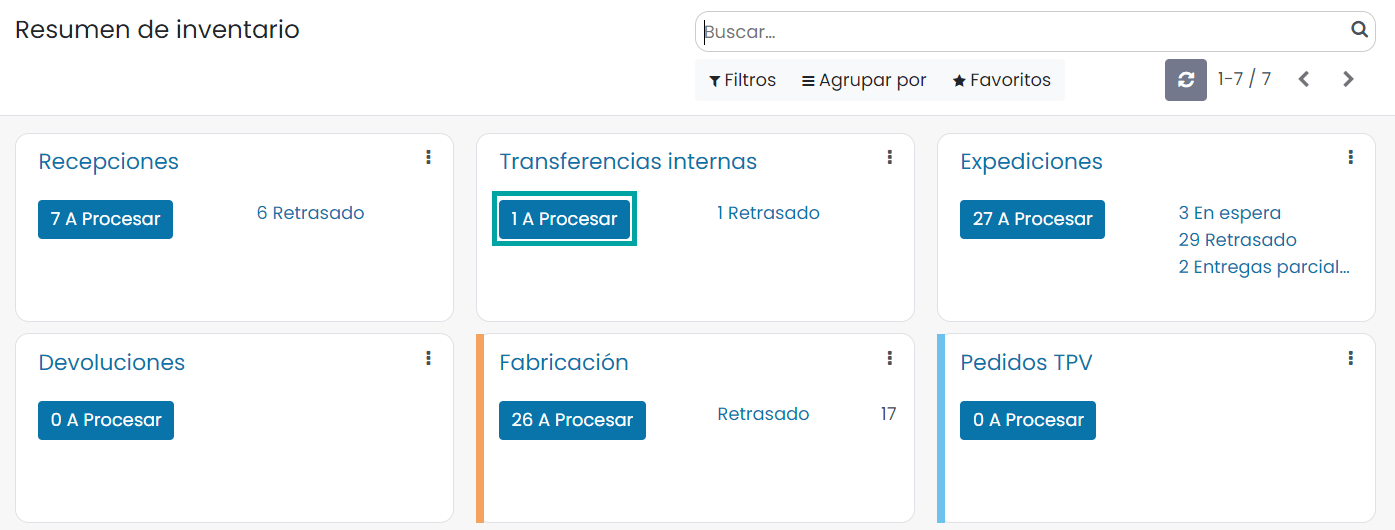 Resumen de inventario
Buscar...
Filtros Agrupar por Favoritos 1-7 / 7
Recepciones
7 A Procesar 6 Retrasado
Transferencias internas
1 A Procesar 1 Retrasado
Expediciones
27 A Procesar 3 En espera
29 Retrasado
2 Entregas parcial...
Devoluciones
0 A Procesar
Fabricación
26 A Procesar Retrasado 17
Pedidos TPV
0 A Procesar